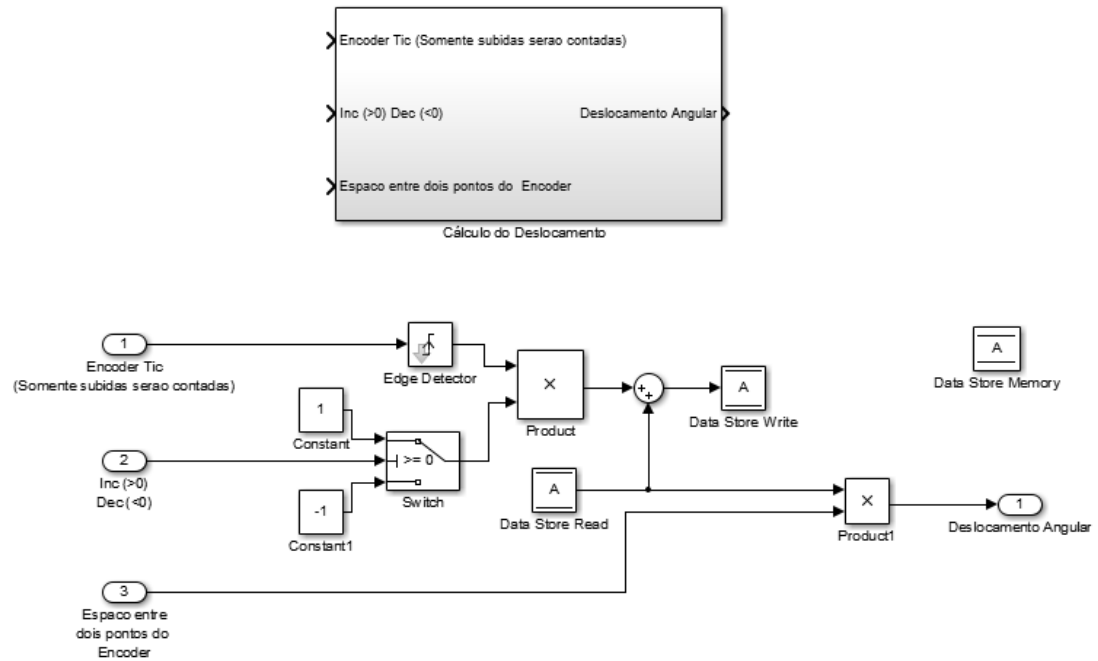 Encoder Tic (Somente subidas serao contadas)
Inc (>0) Dec (<0)
Deslocamento Angular
Espaco entre dois pontos do  Encoder
Cálculo do Deslocamento
1
Encoder Tic
(Somente subidas serao contadas)
Edge Detector
1
Constant
2
Inc (>0)
Dec(<0)
>= 0
Switch
-1
Constant1
×
Product
+
+
A
Data Store Write
A
Data Store Memory
A
Data Store Read
×
Product1
1
Deslocamento Angular
3
Espaco entre
dois pontos do
Encoder